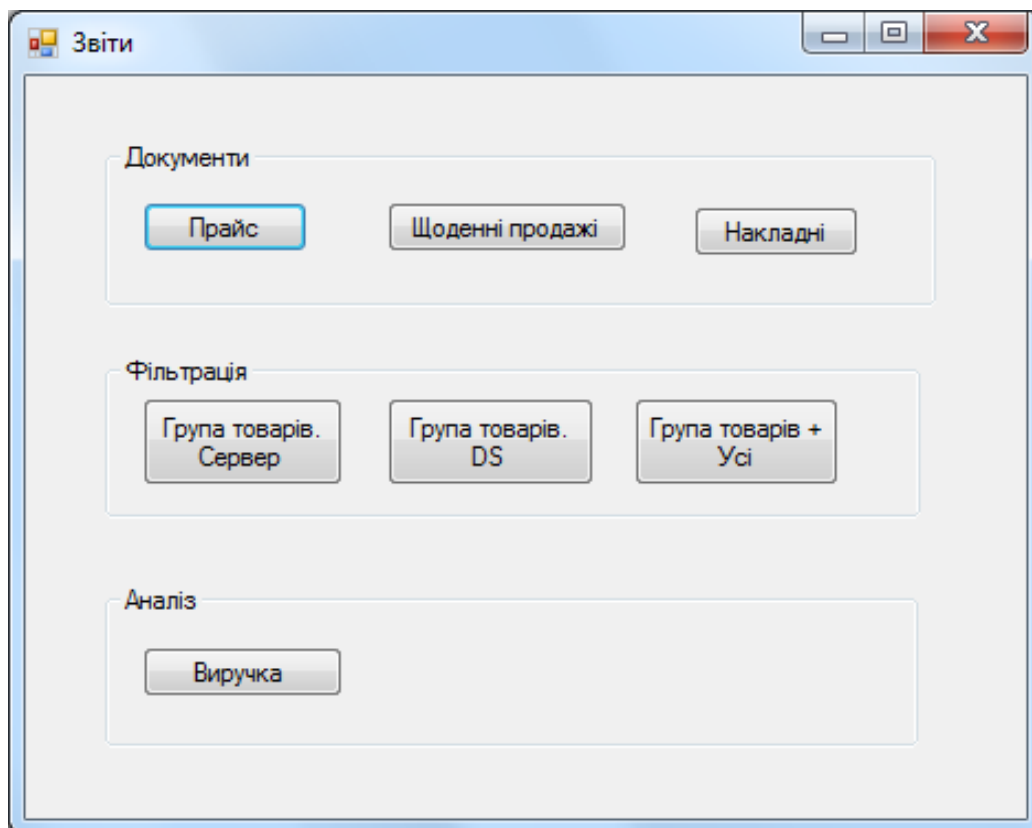 Звіти
Документи
Прайс
Щоденні продажі
Накладні
Фільтрація
Група товарів.
Сервер
Група товарів.
DS
Група товарів +
Усі
Аналіз
Виручка